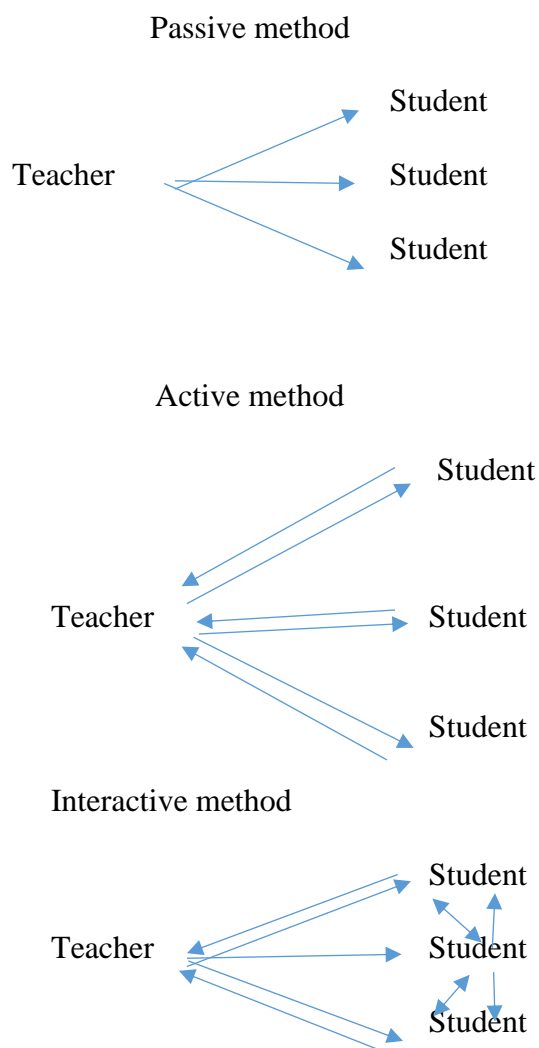 Passive method
Student
Teacher
Student
Student
Active method
Student
Teacher
Student
Student
Interactive method
Student
Teacher
Student
Student